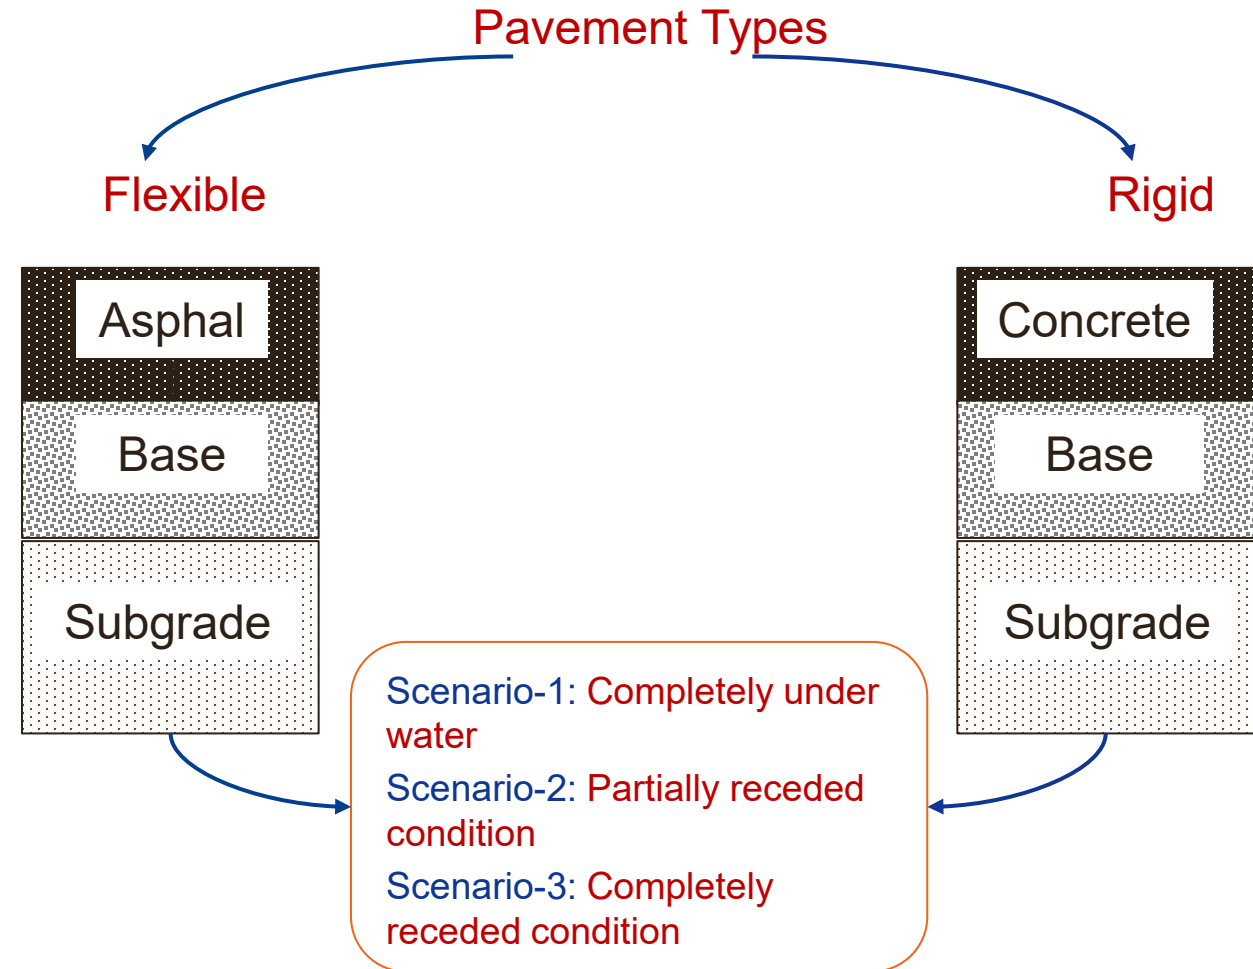 Pavement Types
Flexible
Rigid
Asphal
Base
Subgrade
Concrete
Base
Subgrade
Scenario-1: Completely under
water
Scenario-2: Partially receded
condition
Scenario-3: Completely
receded condition